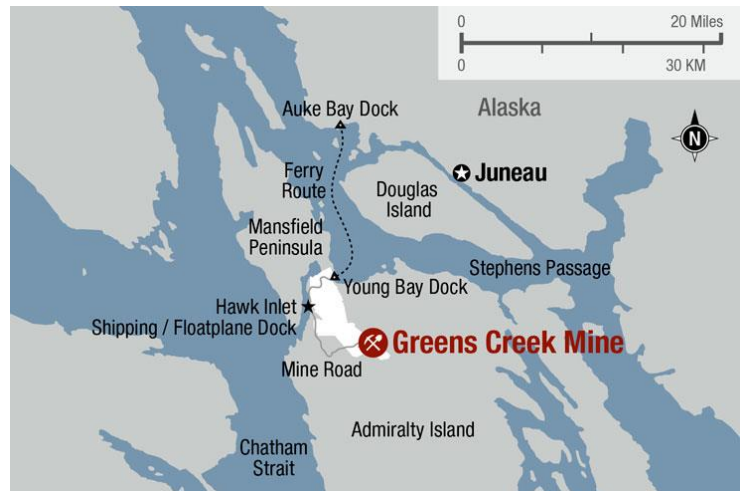 0 20 Miles
0 30 KM
Auke Bay Dock
Alaska
N
Ferry
Route
Juneau
Douglas
Island
Mansfield
Peninsula
Stephens Passage
Young Bay Dock
Hawk Inlet
Shipping / Floatplane Dock
Greens Creek Mine
Mine Road
Admiralty Island
Chatham
Strait